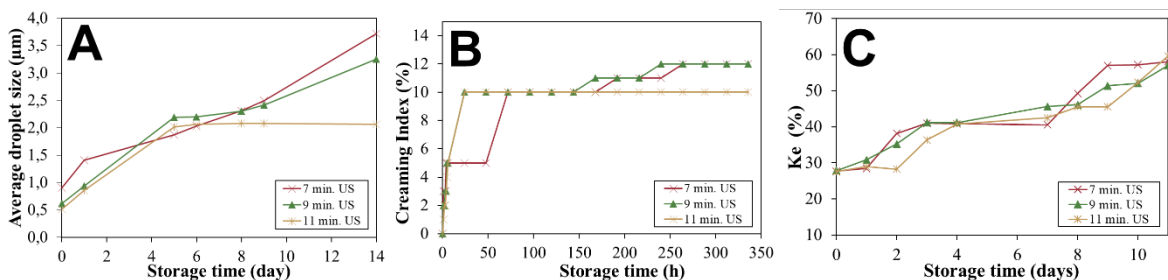 A
Average droplet size (µm)
4,0
3,5
3,0
2,5
2,0
1,5
1,0
0,5
0,0
0 2 4 6 8 10 12 14
Storage time (day)
7 min. US
9 min. US
11 min. US
B
Creaming Index (%)
14
12
10
8
6
4
2
0
0 50 100 150 200 250 300 350
Storage time (h)
7 min. US
9 min. US
11 min. US
C
Ke (%)
70
60
50
40
30
20
10
0 2 4 6 8 10
Storage time (days)
7 min. US
9 min. US
11 min. US